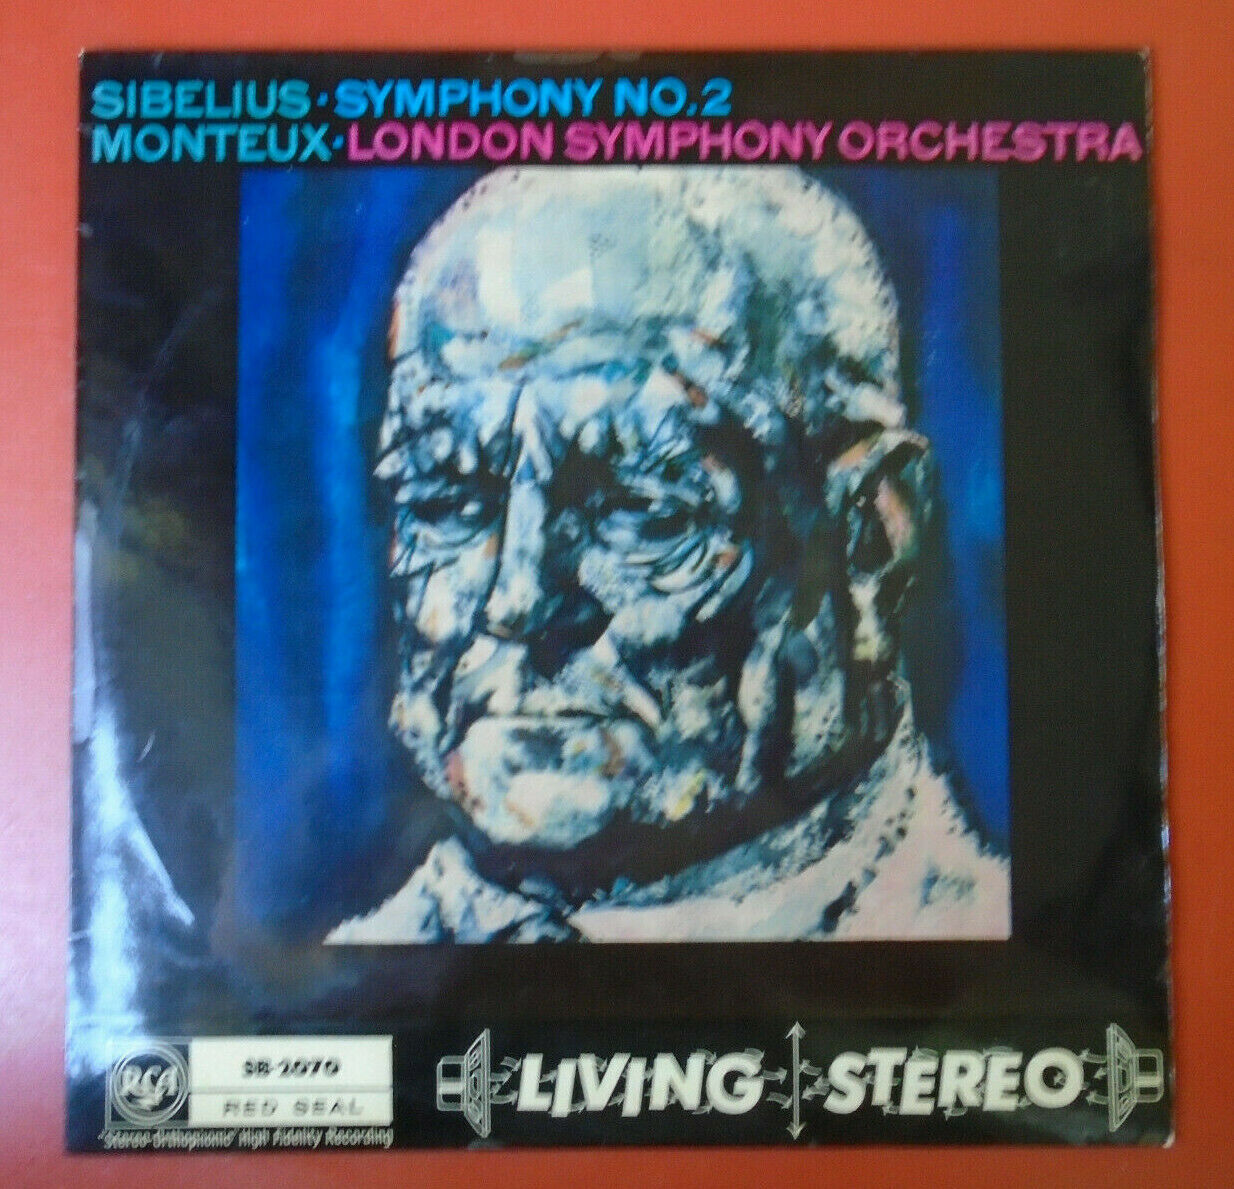 SIBELIUS · SYMPHONY NO. 2
MONTEUX · LONDON SYMPHONY ORCHESTRA
RCA
SB-2070
RED SEAL
"Stereo Orthophonic" High Fidelity Recording
LIVING STEREO